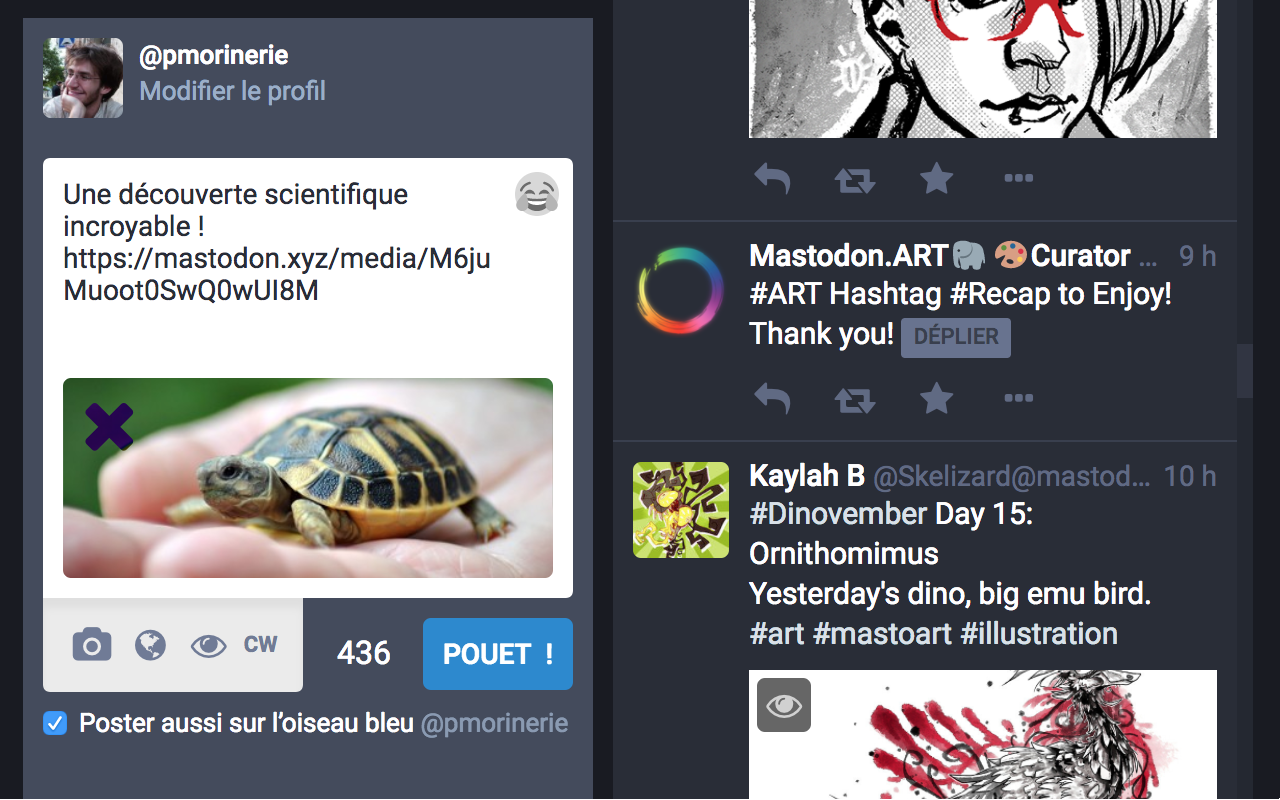 @pmorinerie
Modifier le profil
Une découverte scientifique
incroyable !
https://mastodon.xyz/media/M6ju
Muoot0SwQ0wUI8M
CW
436
POUET !
Poster aussi sur l’oiseau bleu @pmorinerie
Mastodon.ART🐘 🎨Curator ... 9 h
#ART Hashtag #Recap to Enjoy!
Thank you! DÉPLIER
Kaylah B @Skelizard@mastod... 10 h
#Dinovember Day 15:
Ornithomimus
Yesterday's dino, big emu bird.
#art #mastoart #illustration